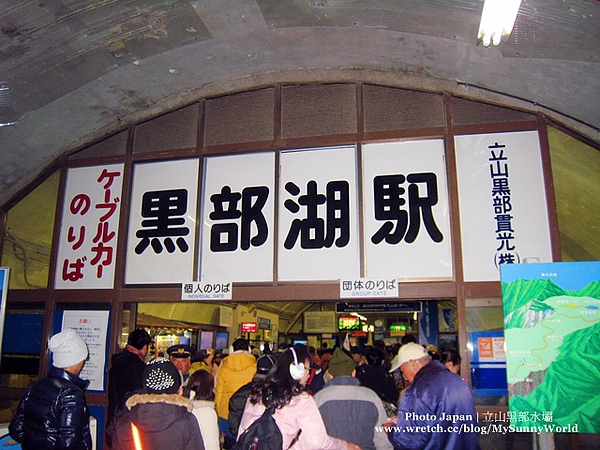 ケーブルカー
のりば
黒部湖駅
立山黒部貫光(株)
個人のりば
INDIVIDUAL GATE
団体のりば
GROUP GATE
Photo Japan | 立山黑部水壩
www.wretch.cc/blog/MySunnyWorld